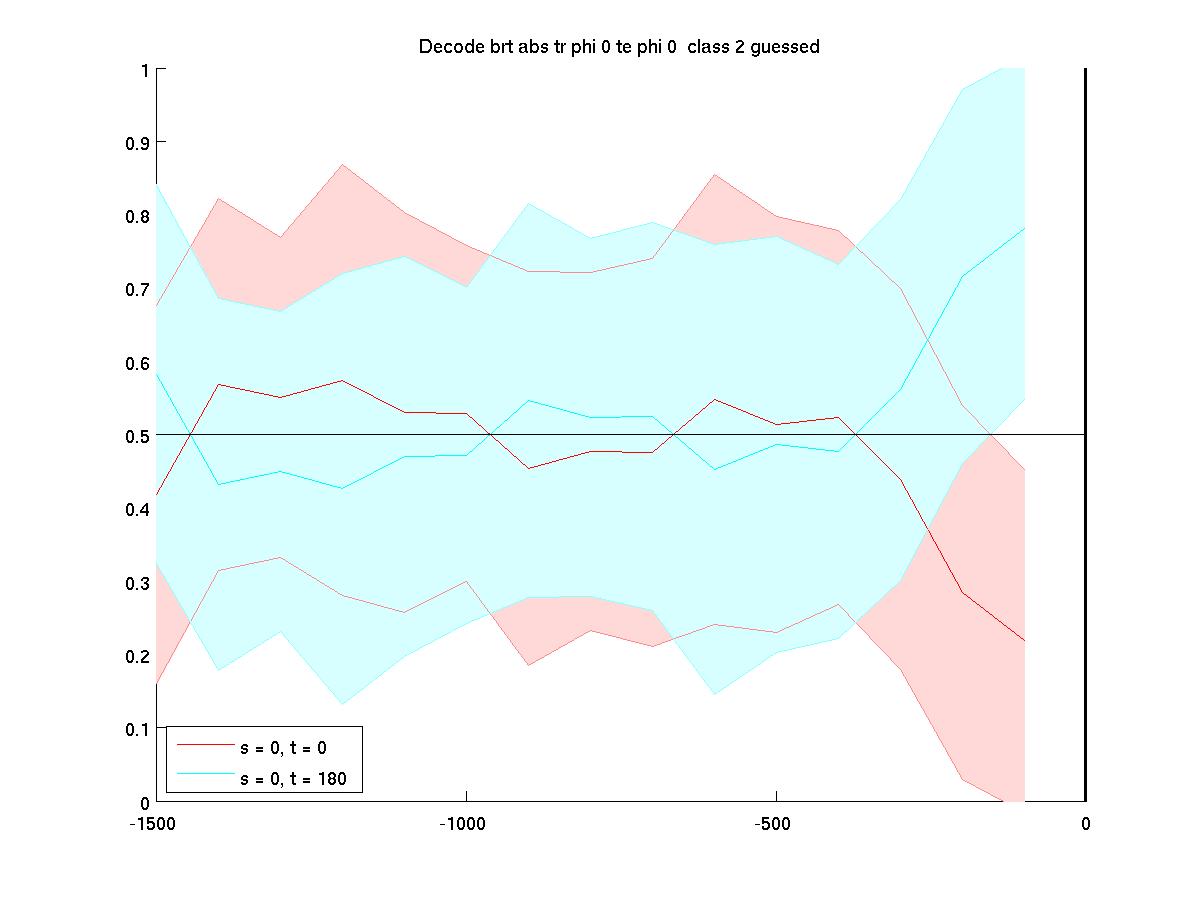 Decode brt abs tr phi 0 te phi 0  class 2 guessed
1
0.9
0.8
0.7
0.6
0.5
0.4
0.3
0.2
0.1
0
s = 0, t = 0
s = 0, t = 180
-1500 -1000 -500 0